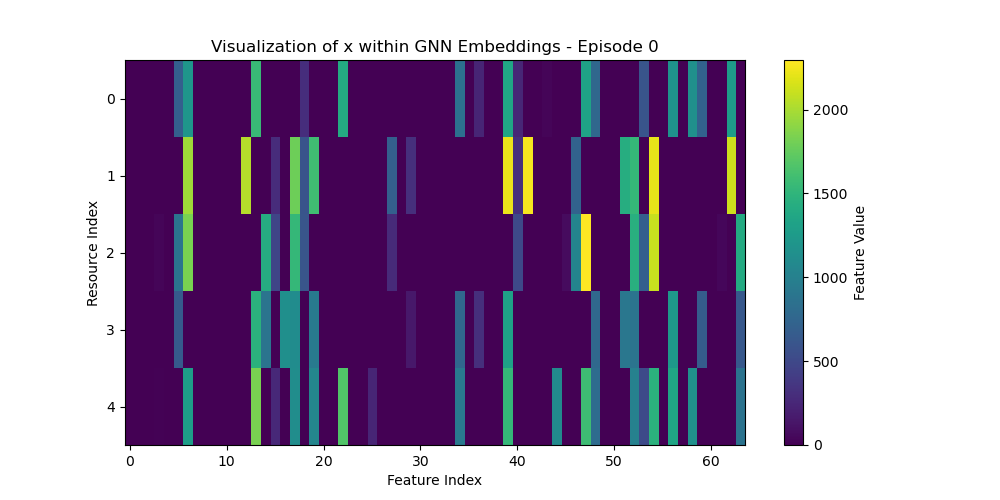 Visualization of x within GNN Embeddings - Episode 0
Resource Index
0
1
2
3
4
0 10 20 30 40 50 60
Feature Index
2000
1500
1000
500
0
Feature Value